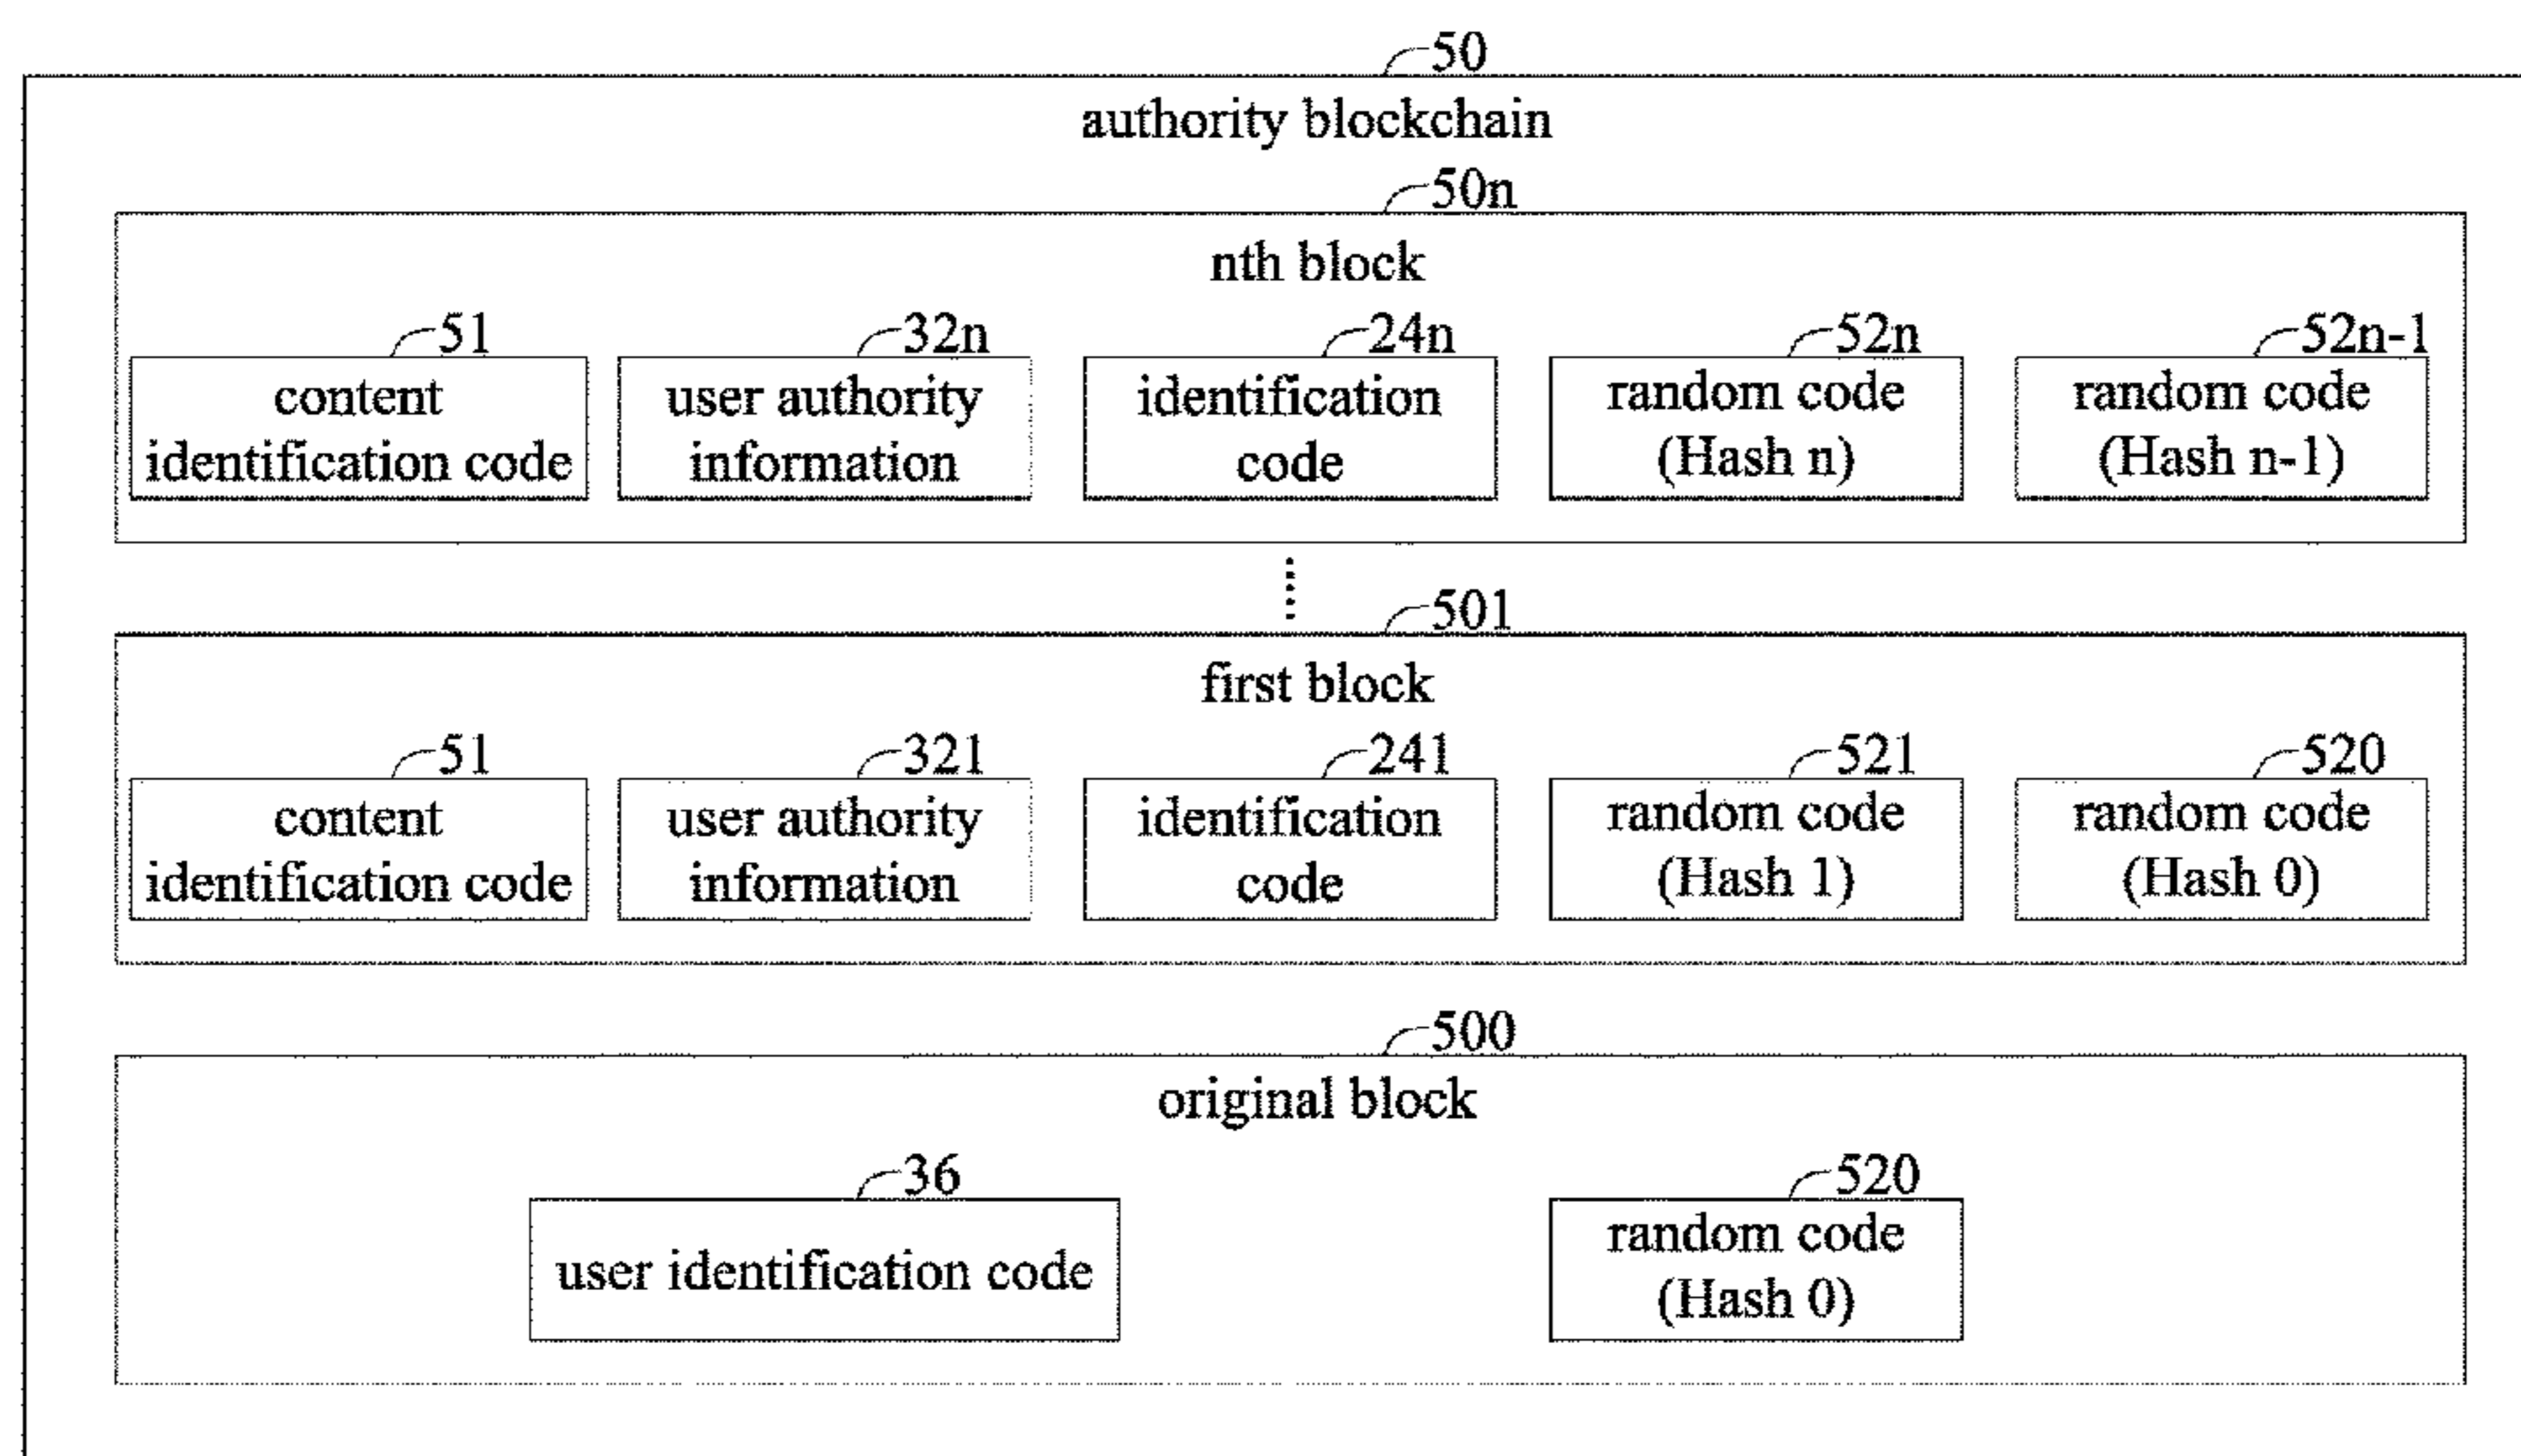 50
authority blockchain
50n
nth block
51 32n 24n 52n 52n-1
content user authority identification random code random code
identification code information code (Hash n) (Hash n-1)
501
first block
51 321 241 521 520
content user authority identification random code random code
identification code information code (Hash 1) (Hash 0)
500
original block
36 520
user identification code random code
(Hash 0)